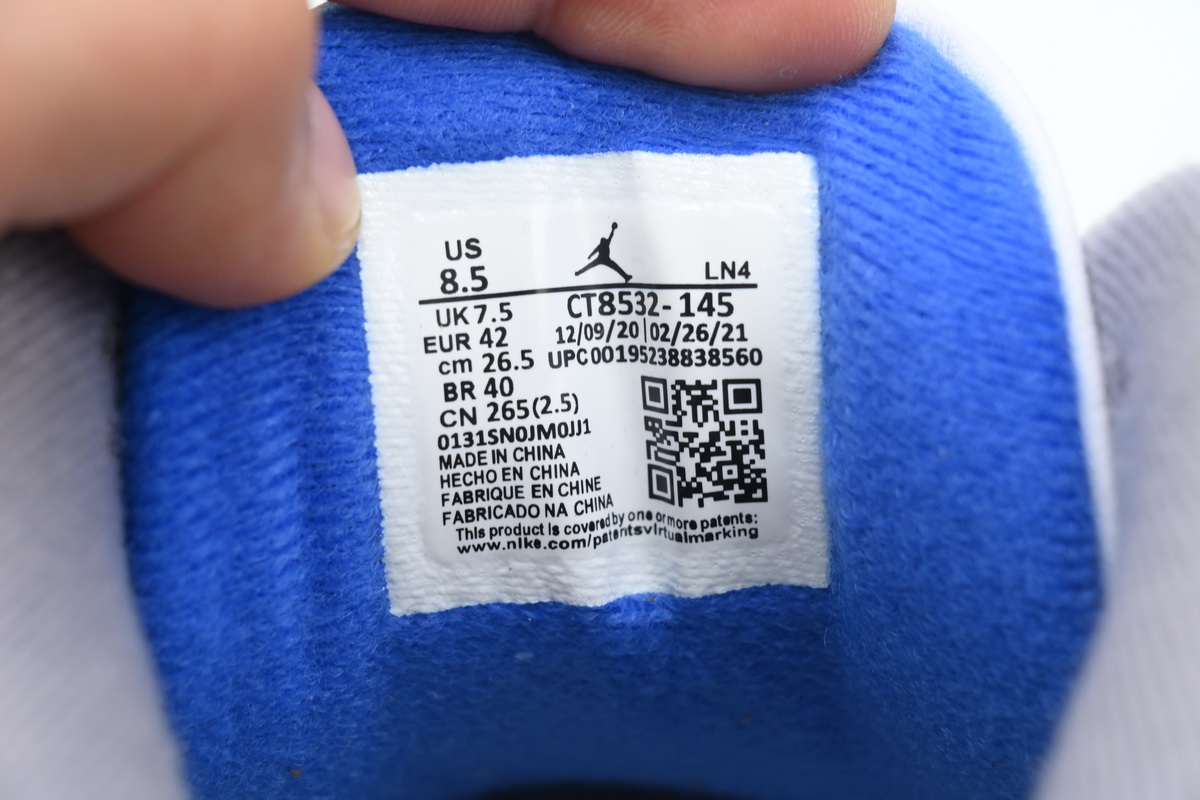 US
8.5
LN4
UK 7.5
CT8532-145
EUR 42
12/09/20 | 02/26/21
cm 26.5
UPC 00195238838560
BR 40
CN 265(2.5)
0131SN0JM0JJ1
MADE IN CHINA
HECHO EN CHINA
FABRIQUE EN CHINE
FABRICADO NA CHINA
This product is covered by one or more patents:
www.nike.com/patentsvirtualmarking